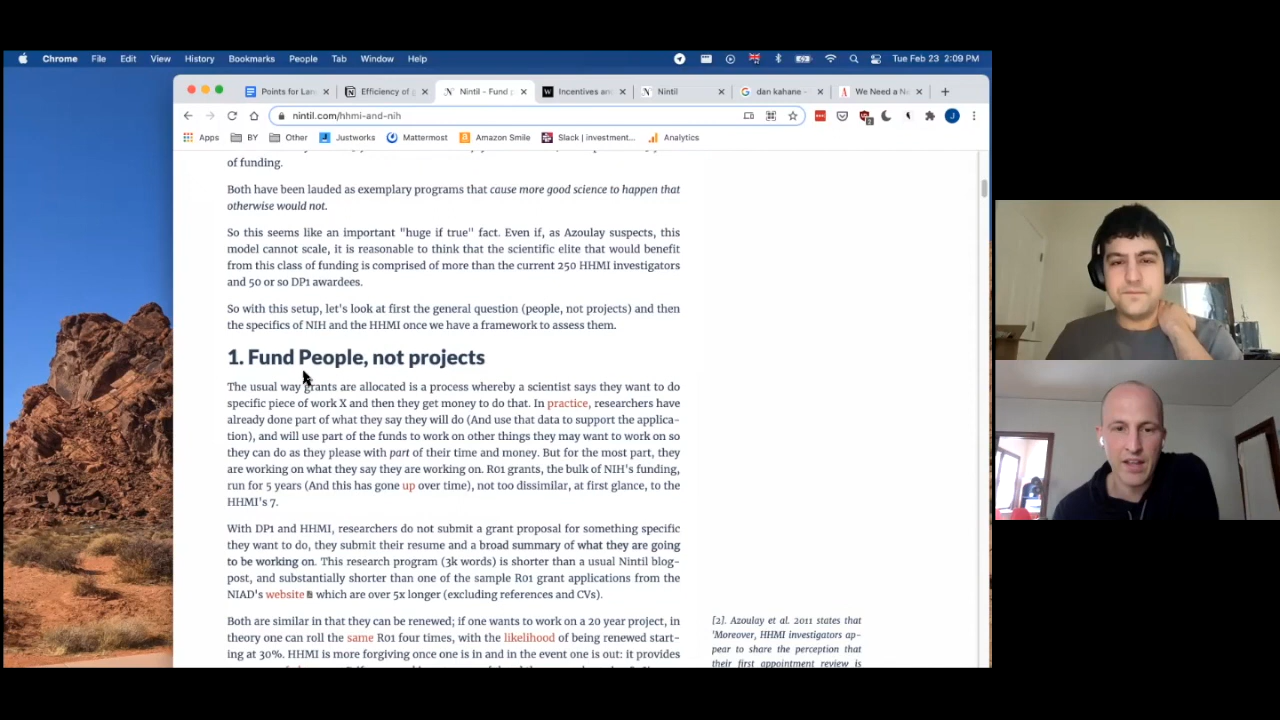 Chrome File Edit View History Bookmarks People Tab Window Help Tue Feb 23 2:09 PM
Points for Lar Efficiency of Nintil - Fund Incentives and Nintil dan kahane - We Need a N
nintil.com/hhmi-and-nih
Apps BY Other Justworks Mattermost Amazon Smile Slack | investment... Analytics
of funding.
Both have been lauded as exemplary programs that cause more good science to happen that
otherwise would not.
So this seems like an important "huge if true" fact. Even if, as Azoulay suspects, this
model cannot scale, it is reasonable to think that the scientific elite that would benefit
from this class of funding is comprised of more than the current 250 HHMI investigators
and 50 or so DP1 awardees.
So with this setup, let's look at first the general question (people, not projects) and then
the specifics of NIH and the HHMI once we have a framework to assess them.
1. Fund People, not projects
The usual way grants are allocated is a process whereby a scientist says they want to do
specific piece of work X and then they get money to do that. In practice, researchers have
already done part of what they say they will do (And use that data to support the applica-
tion), and will use part of the funds to work on other things they may want to work on so
they can do as they please with part of their time and money. But for the most part, they
are working on what they say they are working on. R01 grants, the bulk of NIH's funding,
run for 5 years (And this has gone up over time), not too dissimilar, at first glance, to the
HHMI's 7.
With DP1 and HHMI, researchers do not submit a grant proposal for something specific
they want to do, they submit their resume and a broad summary of what they are going
to be working on. This research program (3k words) is shorter than a usual Nintil blog-
post, and substantially shorter than one of the sample R01 grant applications from the
NIAD's website which are over 5x longer (excluding references and CVs).
Both are similar in that they can be renewed; if one wants to work on a 20 year project, in
theory one can roll the same R01 four times, with the likelihood of being renewed start-
ing at 30%. HHMI is more forgiving once one is in and in the event one is out: it provides
[2]. Azoulay et al. 2011 states that
'Moreover, HHMI investigators ap-
pear to share the perception that
their first appointment review is